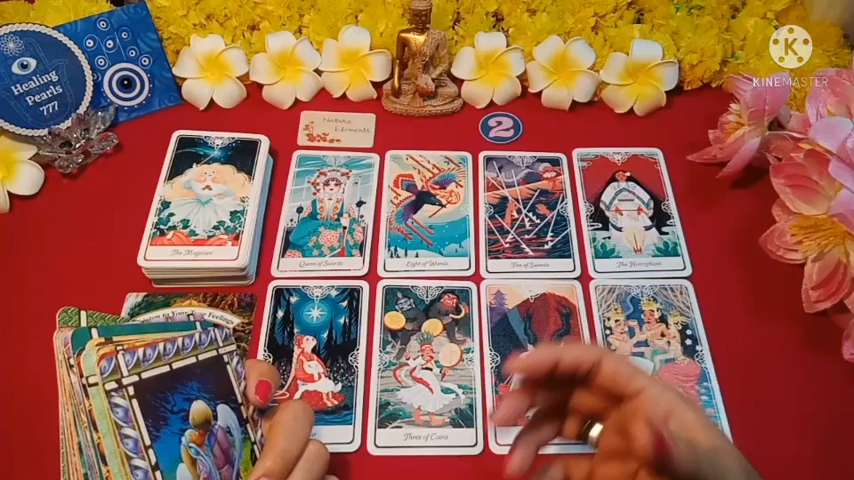 Healing
Pearls
777
Nature
Elements
2
K
KINEMASTER
The Magician
Queen of Swords
Eight of Wands
Ten of Swords
The Hierophant
Three of Coins
Your Feelings